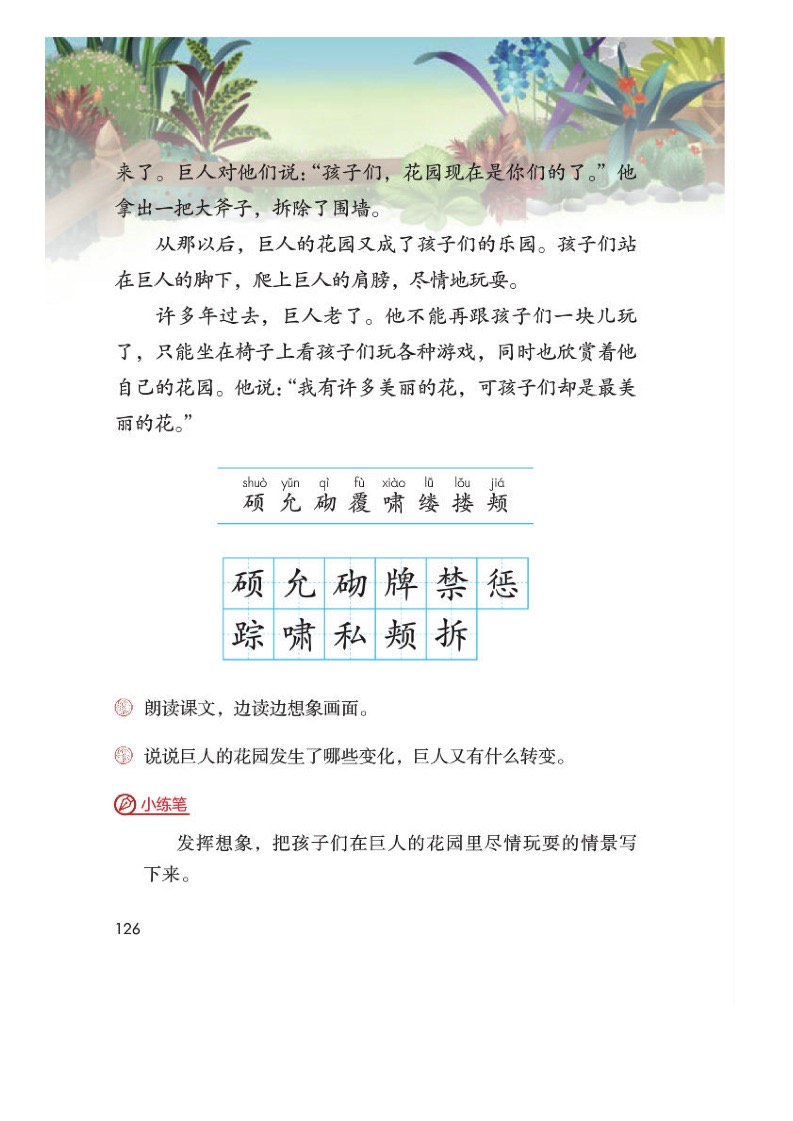 来了。巨人对他们说:“孩子们，花园现在是你们的了。”他
拿出一把大斧子，拆除了围墙。
从那以后，巨人的花园又成了孩子们的乐园。孩子们站
在巨人的脚下，爬上巨人的肩膀，尽情地玩耍。
许多年过去，巨人老了。他不能再跟孩子们一块儿玩
了，只能坐在椅子上看孩子们玩各种游戏，同时也欣赏着他
自己的花园。他说:“我有许多美丽的花，可孩子们却是最美
丽的花。”
shuò yǔn qì fù xiào lǚ lǒu jiá
硕 允 砌 覆 啸 缕 搂 颊
硕 允 砌 牌 禁 惩
踪 啸 私 颊 拆
朗读课文，边读边想象画面。
说说巨人的花园发生了哪些变化，巨人又有什么转变。
小练笔
发挥想象，把孩子们在巨人的花园里尽情玩耍的情景写
下来。
126